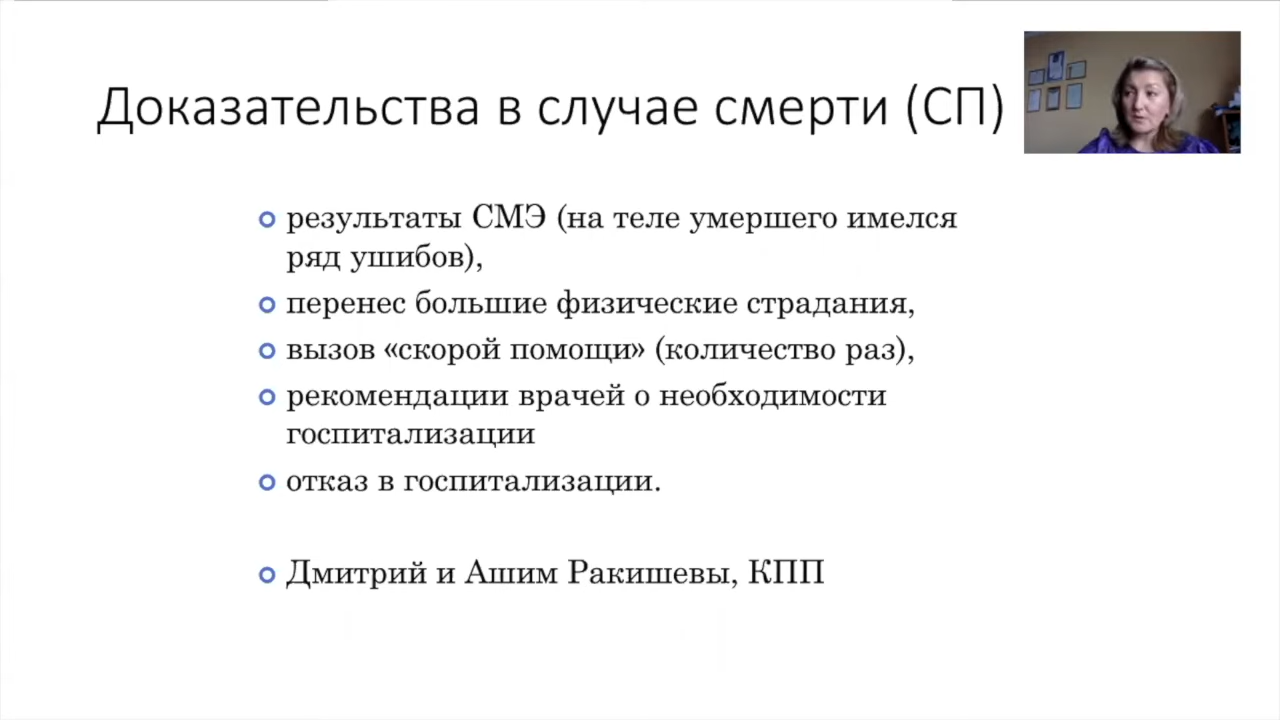 Доказательства в случае смерти (СП)
результаты СМЭ (на теле умершего имелся
ряд ушибов),
перенес большие физические страдания,
вызов «скорой помощи» (количество раз),
рекомендации врачей о необходимости
госпитализации
отказ в госпитализации.
Дмитрий и Ашим Ракишевы, КПП